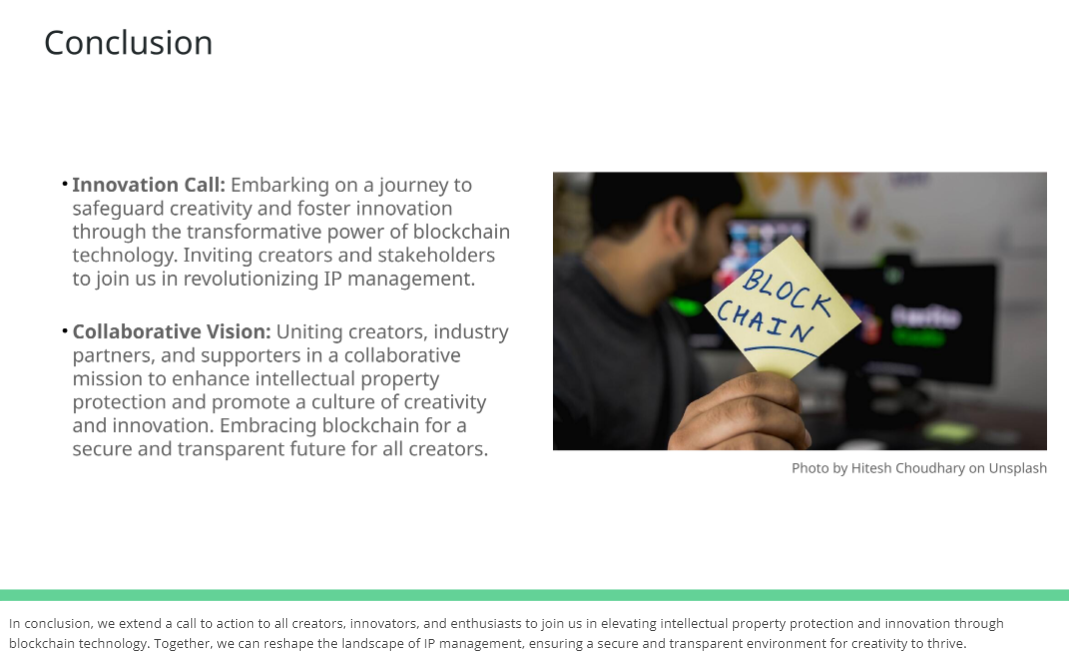 Conclusion
• Innovation Call: Embarking on a journey to
safeguard creativity and foster innovation
through the transformative power of blockchain
technology. Inviting creators and stakeholders
to join us in revolutionizing IP management.
• Collaborative Vision: Uniting creators, industry
partners, and supporters in a collaborative
mission to enhance intellectual property
protection and promote a culture of creativity
and innovation. Embracing blockchain for a
secure and transparent future for all creators.
BLOCK
CHAIN
Photo by Hitesh Choudhary on Unsplash
In conclusion, we extend a call to action to all creators, innovators, and enthusiasts to join us in elevating intellectual property protection and innovation through
blockchain technology. Together, we can reshape the landscape of IP management, ensuring a secure and transparent environment for creativity to thrive.